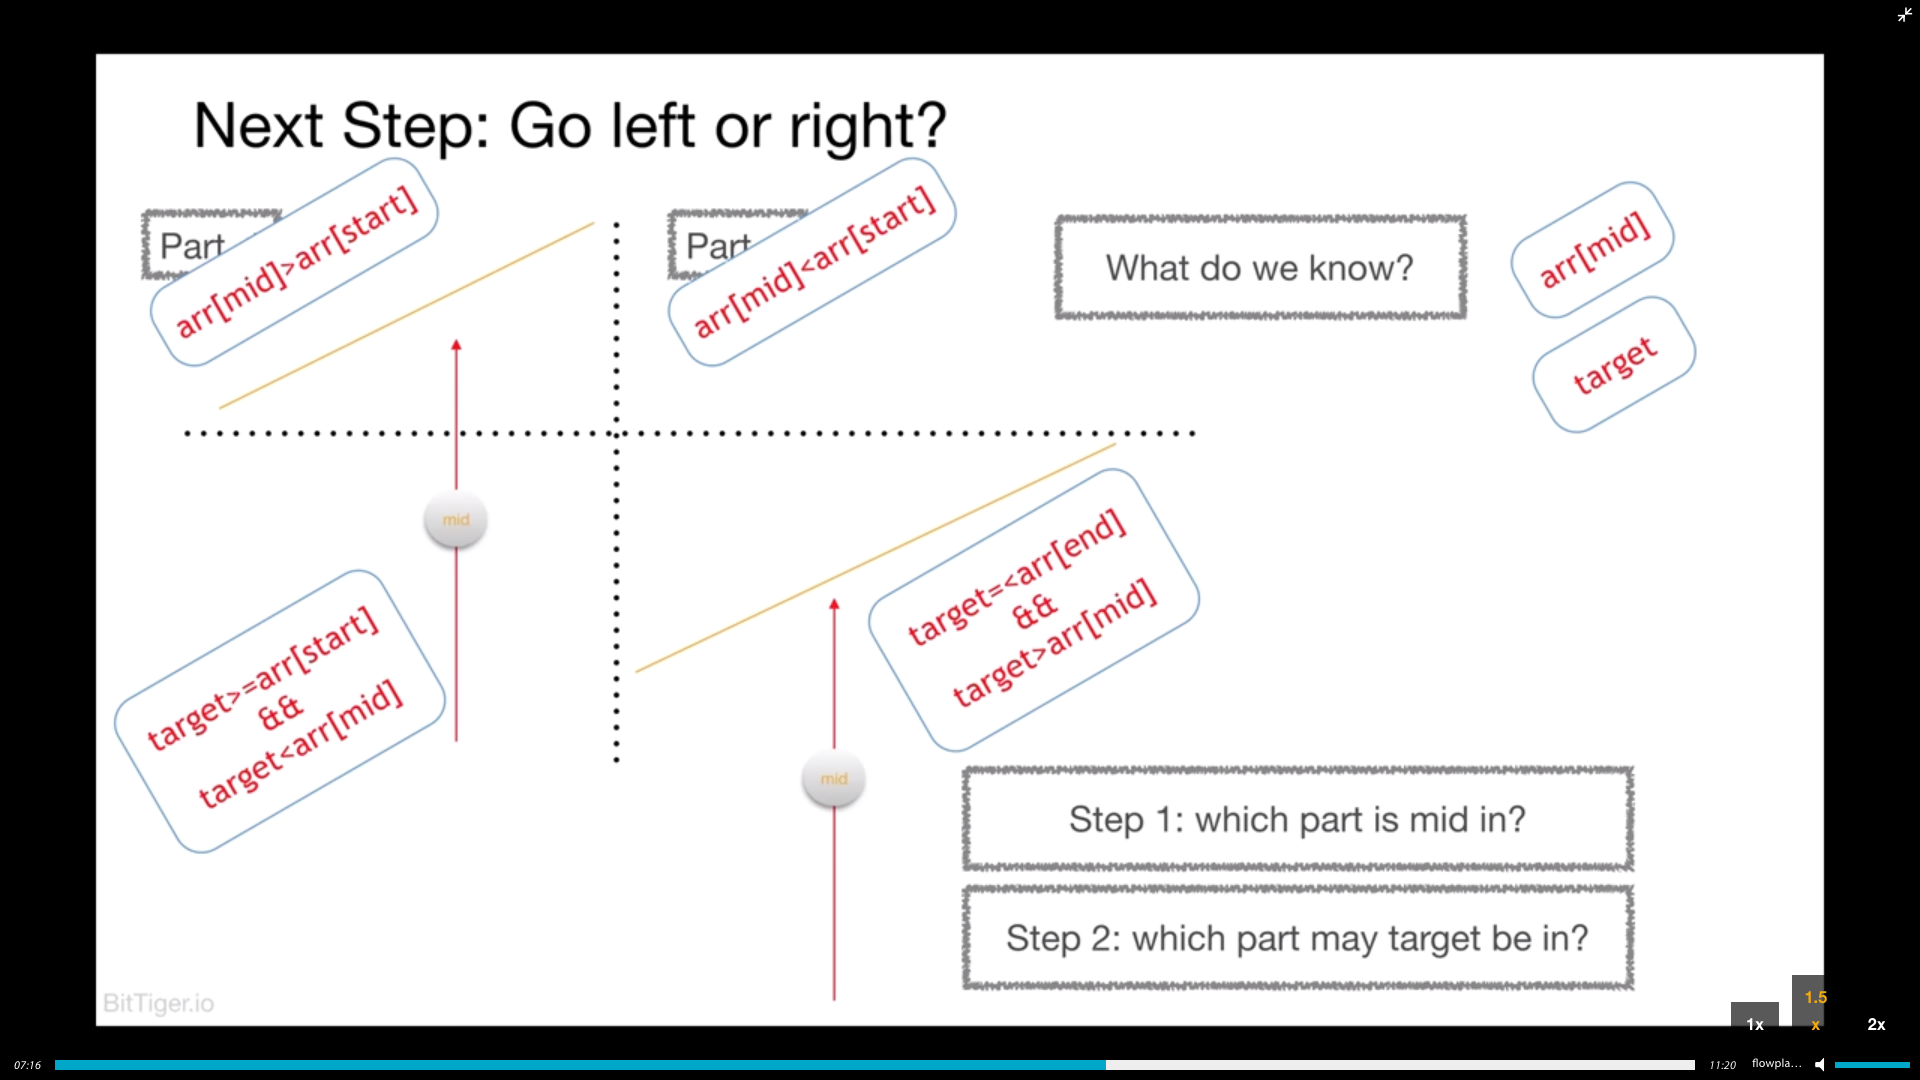 Next Step: Go left or right?
Part
arr[mid]>arr[start]
Part
arr[mid]<arr[start]
What do we know?
arr[mid]
target
mid
target>=arr[start]
&&
target<arr[mid]
target=<arr[end]
&&
target>arr[mid]
mid
Step 1: which part is mid in?
Step 2: which part may target be in?
BitTiger.io
1x
1.5
x
2x
07:16
11:20
flowpla...